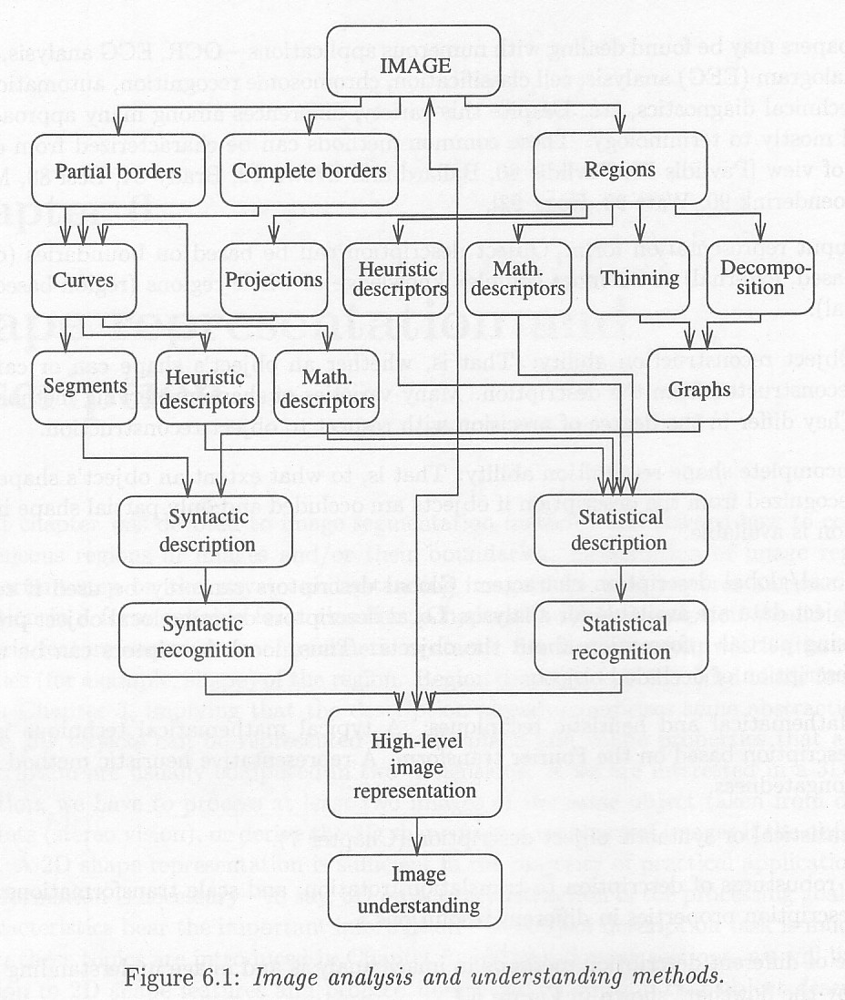 IMAGE
Partial borders
Complete borders
Regions
Curves
Projections
Heuristic
descriptors
Math.
descriptors
Thinning
Decompo-
sition
Segments
Heuristic
descriptors
Math.
descriptors
Graphs
Syntactic
description
Statistical
description
Syntactic
recognition
Statistical
recognition
High-level
image
representation
Image
understanding
Figure 6.1: Image analysis and understanding methods.